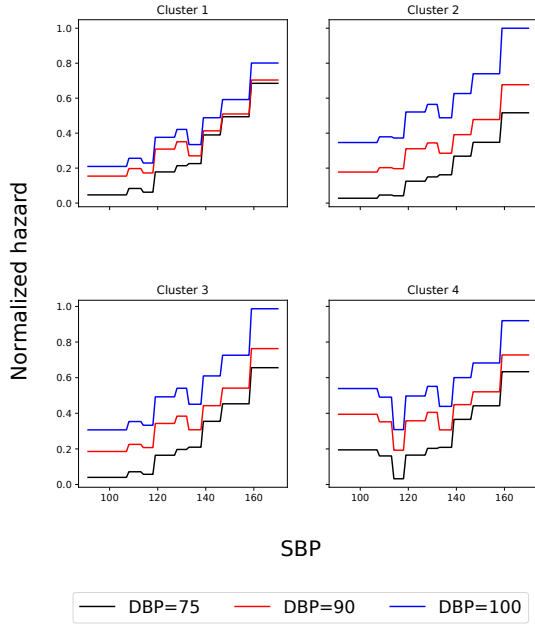 Cluster 1
Cluster 2
1.0
0.8
0.6
0.4
0.2
0.0
Normalized hazard
Cluster 3
Cluster 4
1.0
0.8
0.6
0.4
0.2
0.0
100 120 140 160
100 120 140 160
SBP
DBP=75 DBP=90 DBP=100